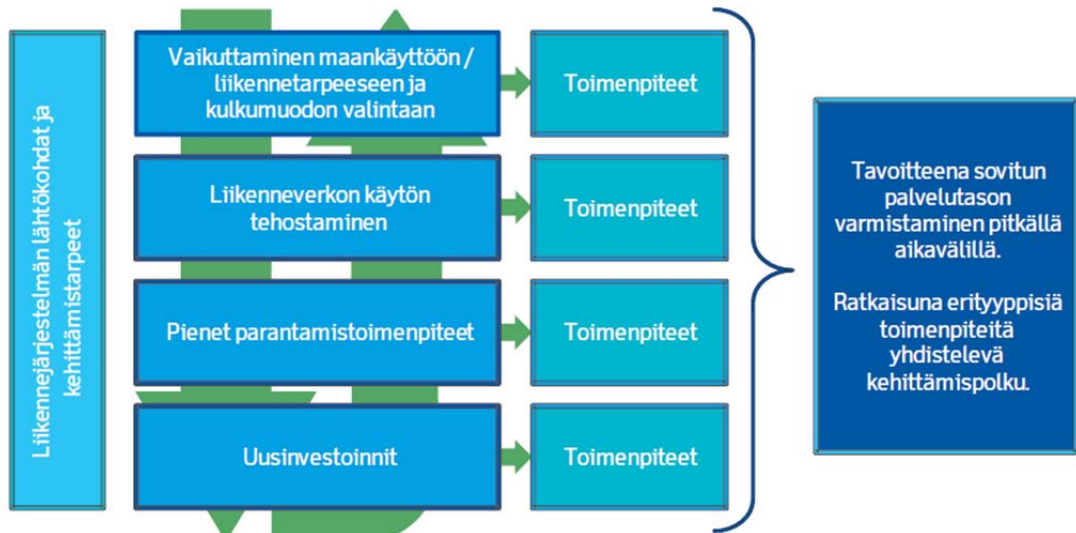 Liikennejärjestelmän lähtökohdat ja
kehittämistarpeet
Vaikuttaminen maankäyttöön /
liikennetarpeeseen ja
kulkumuodon valintaan
Toimenpiteet
Liikenneverkon käytön
tehostaminen
Toimenpiteet
Pienet parantamistoimenpiteet
Toimenpiteet
Uusinvestoinnit
Toimenpiteet
Tavoitteena sovitun
palvelutason
varmistaminen pitkällä
aikavälillä.
Ratkaisuna erityyppisiä
toimenpiteitä
yhdistelevä
kehittämispolku.